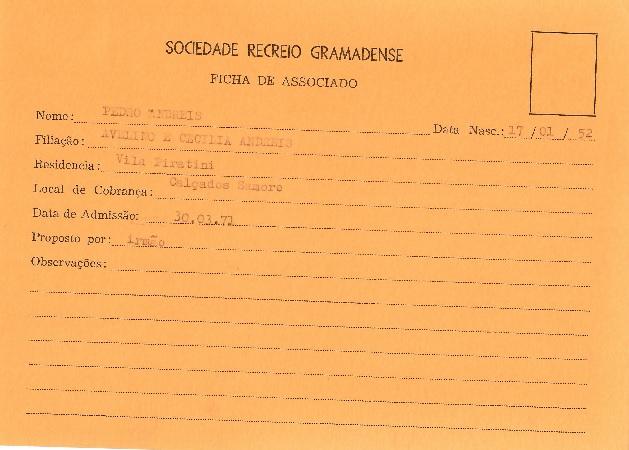 SOCIEDADE RECREIO GRAMADENSE
FICHA DE ASSOCIADO
Nome: PEDRO ANDREIS Data Nasc.: 17 / 01 / 52
Filiação: AVELINO E CECILIA ANDREIS
Residencia: Vila Piratini
Local de Cobrança: Calçados Samore
Data de Admissão: 30.03.71
Proposto por: irmão
Observações: